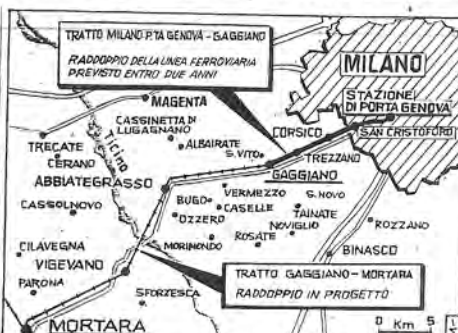 TRATTO MILANO P.TA GENOVA - GAGGIANO
RADDOPPIO DELLA LINEA FERROVIARIA
PREVISTO ENTRO DUE ANNI
MILANO
STAZIONE
DI PORTA GENOVA
MAGENTA
CASSINETTA DI
LUGAGNANO
CORSICO
SAN CRISTOFORO
TRECATE
CERANO
Ticino
ALBAIRATE
S. VITO
TREZZANO
ABBIATEGRASSO
GAGGIANO
VERMEZZO
S. NOVO
CASSOLNOVO
BUGO
CASELLE
TAINATE
OZZERO
NOVIGLIO
ROZZANO
CILAVEGNA
MORIMONDO
ROSATE
BINASCO
VIGEVANO
PARONA
SFORZESCA
TRATTO GAGGIANO - MORTARA
RADDOPPIO IN PROGETTO
MORTARA
0 Km 5